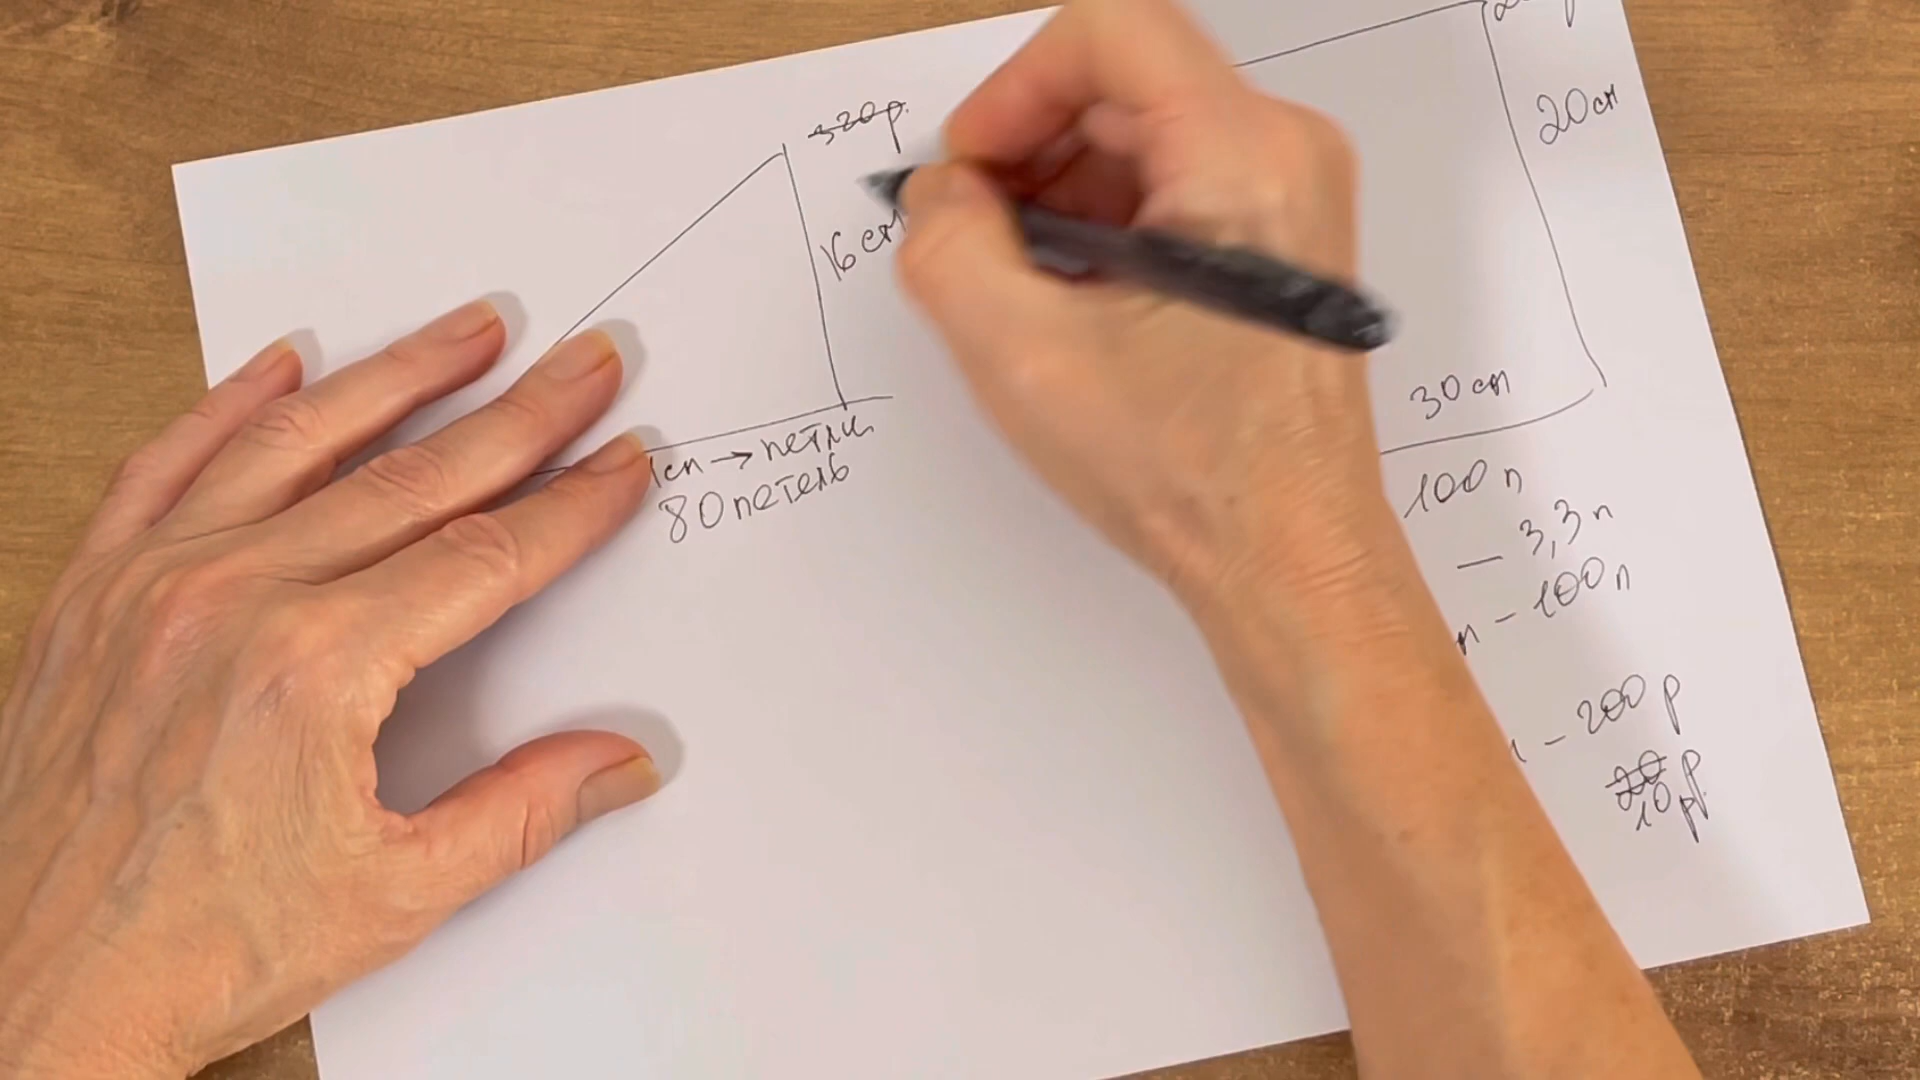 320р.
16 см
1см → петли
80 петель
20 см
30 см
100 п
— 3,3 п
- 100 п
- 200 р
20 р
10 р.